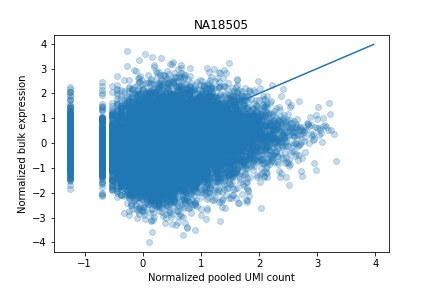 NA18505
4
3
2
1
0
−1
−2
−3
−4
Normalized bulk expression
−1 0 1 2 3 4
Normalized pooled UMI count